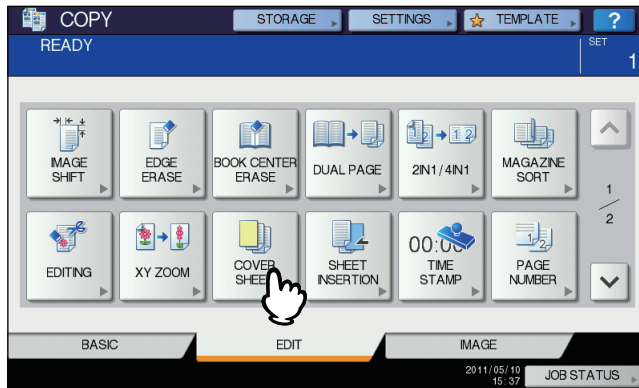 COPY
STORAGE
SETTINGS
TEMPLATE
?
READY
SET
1
IMAGE
SHIFT
EDGE
ERASE
BOOK CENTER
ERASE
DUAL PAGE
2IN1/4IN1
MAGAZINE
SORT
1
2
EDITING
XY ZOOM
COVER
SHEET
SHEET
INSERTION
TIME
STAMP
PAGE
NUMBER
BASIC
EDIT
IMAGE
2011/05/10
15:37
JOB STATUS